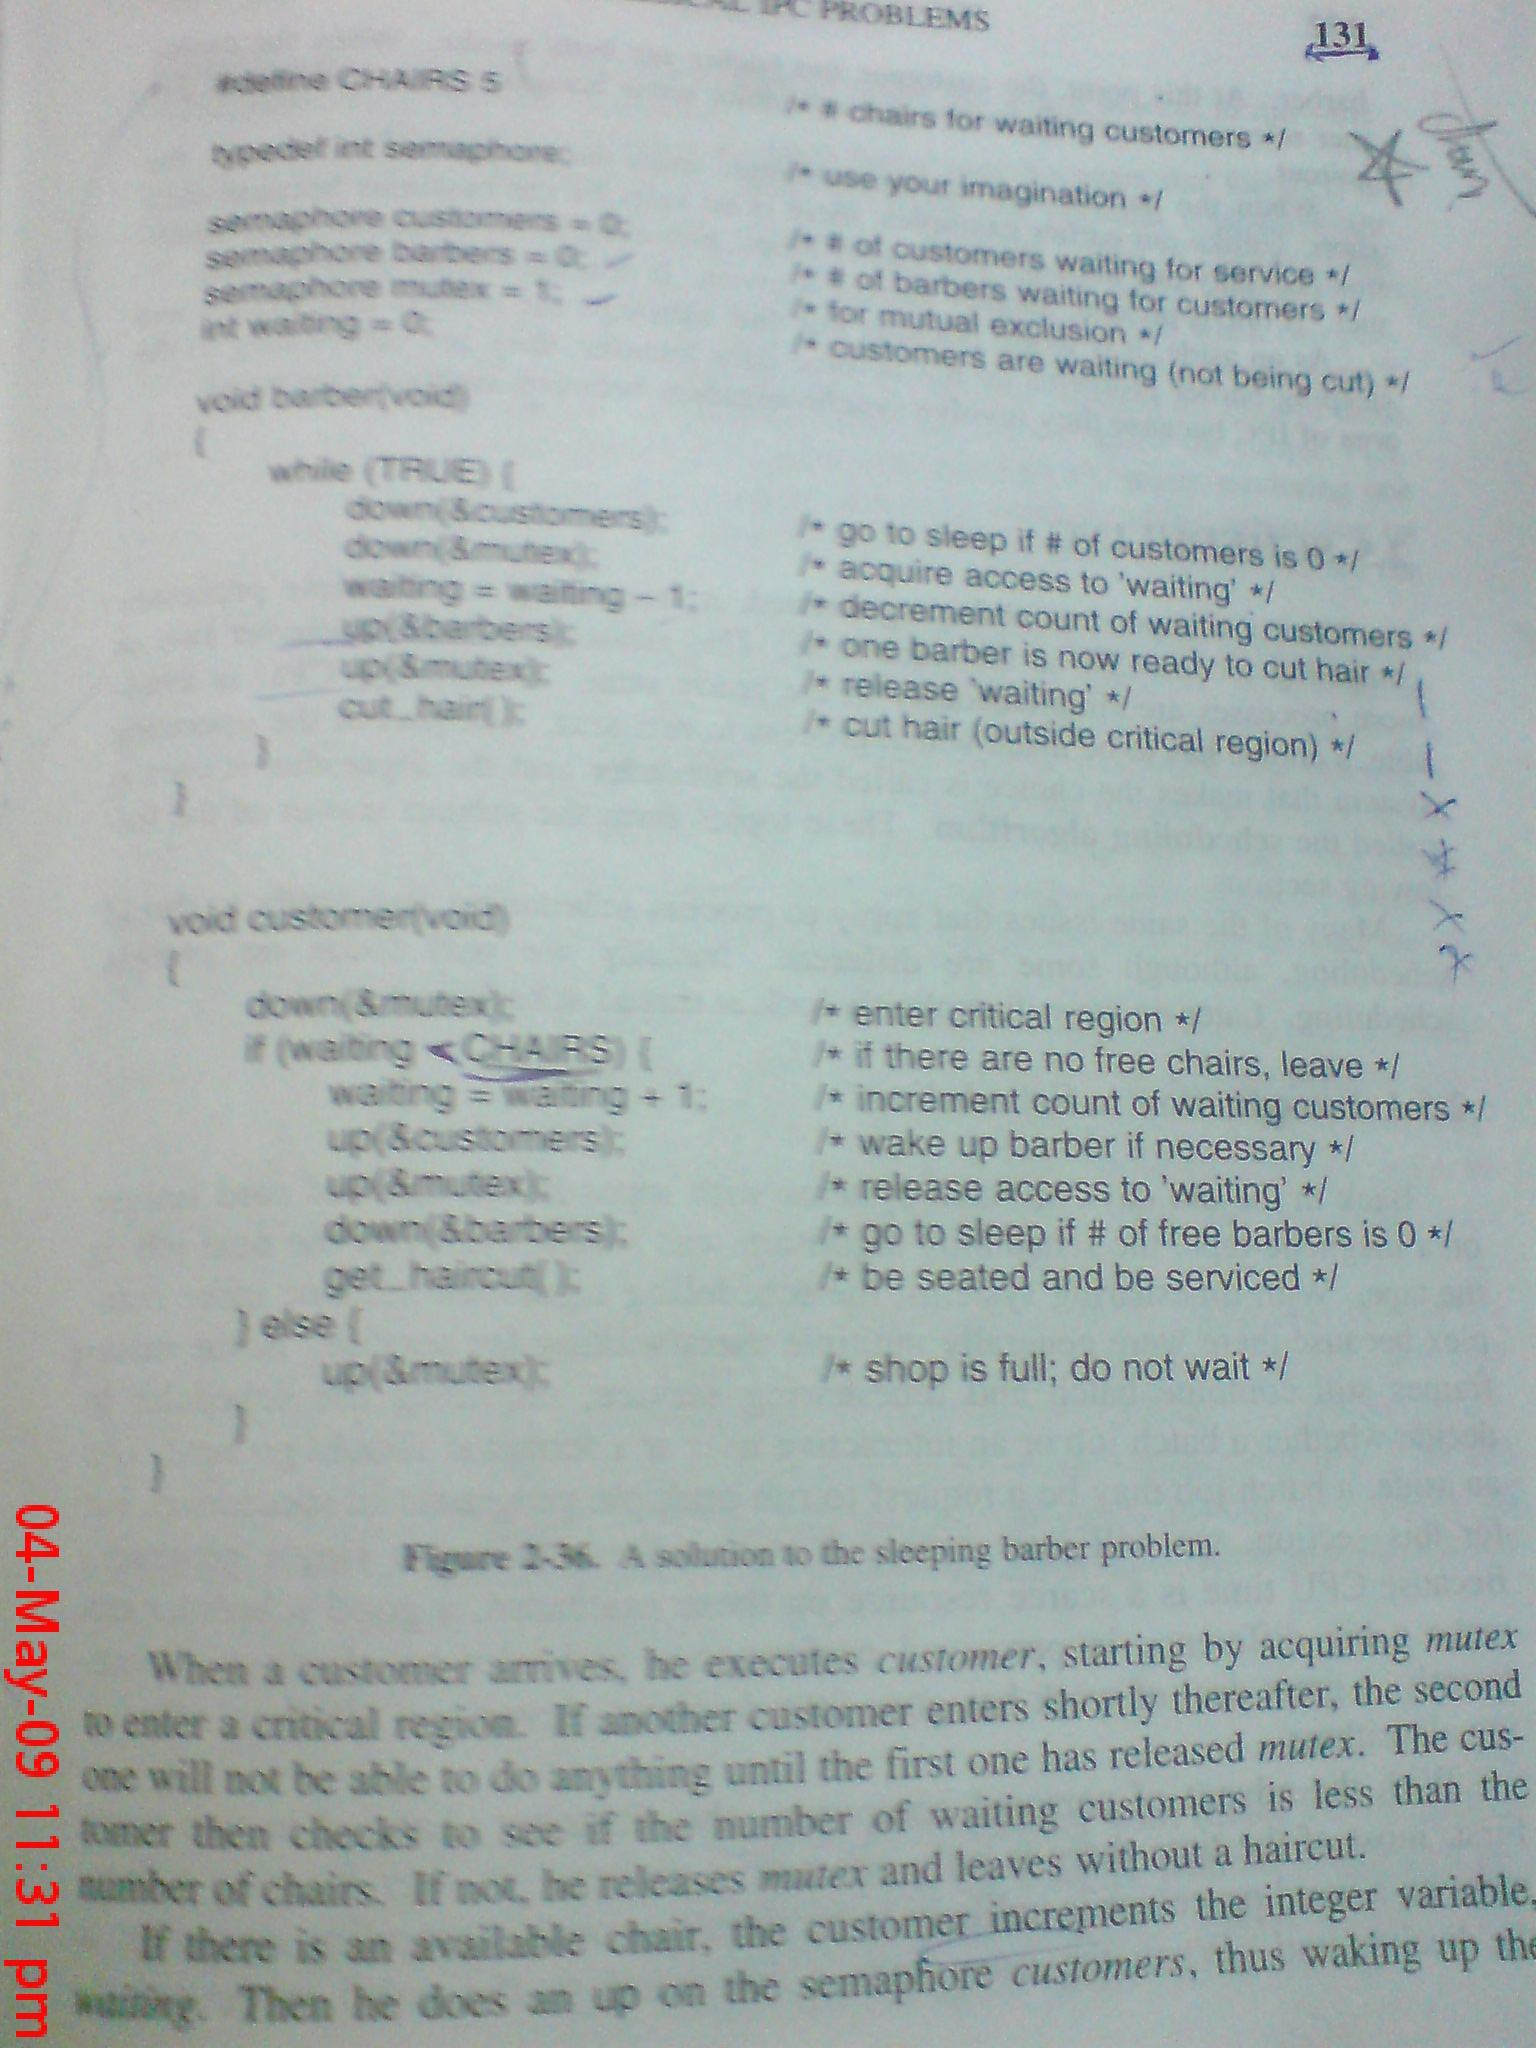 IPC PROBLEMS
131
#define CHAIRS 5 /* # chairs for waiting customers */
typedef int semaphore; /* use your imagination */
semaphore customers = 0; /* # of customers waiting for service */
semaphore barbers = 0; /* # of barbers waiting for customers */
semaphore mutex = 1; /* for mutual exclusion */
int waiting = 0; /* customers are waiting (not being cut) */
void barber(void)
{
while (TRUE) {
down(&customers); /* go to sleep if # of customers is 0 */
down(&mutex); /* acquire access to 'waiting' */
waiting = waiting − 1; /* decrement count of waiting customers */
up(&barbers); /* one barber is now ready to cut hair */
up(&mutex); /* release 'waiting' */
cut_hair( ); /* cut hair (outside critical region) */
}
}
void customer(void)
{
down(&mutex); /* enter critical region */
if (waiting < CHAIRS) { /* if there are no free chairs, leave */
waiting = waiting + 1; /* increment count of waiting customers */
up(&customers); /* wake up barber if necessary */
up(&mutex); /* release access to 'waiting' */
down(&barbers); /* go to sleep if # of free barbers is 0 */
get_haircut( ); /* be seated and be serviced */
} else {
up(&mutex); /* shop is full; do not wait */
}
}
Figure 2-36. A solution to the sleeping barber problem.
When a customer arrives, he executes customer, starting by acquiring mutex
to enter a critical region. If another customer enters shortly thereafter, the second
one will not be able to do anything until the first one has released mutex. The cus-
tomer then checks to see if the number of waiting customers is less than the
number of chairs. If not, he releases mutex and leaves without a haircut.
If there is an available chair, the customer increments the integer variable,
waiting. Then he does an up on the semaphore customers, thus waking up the
04-May-09 11:31 pm